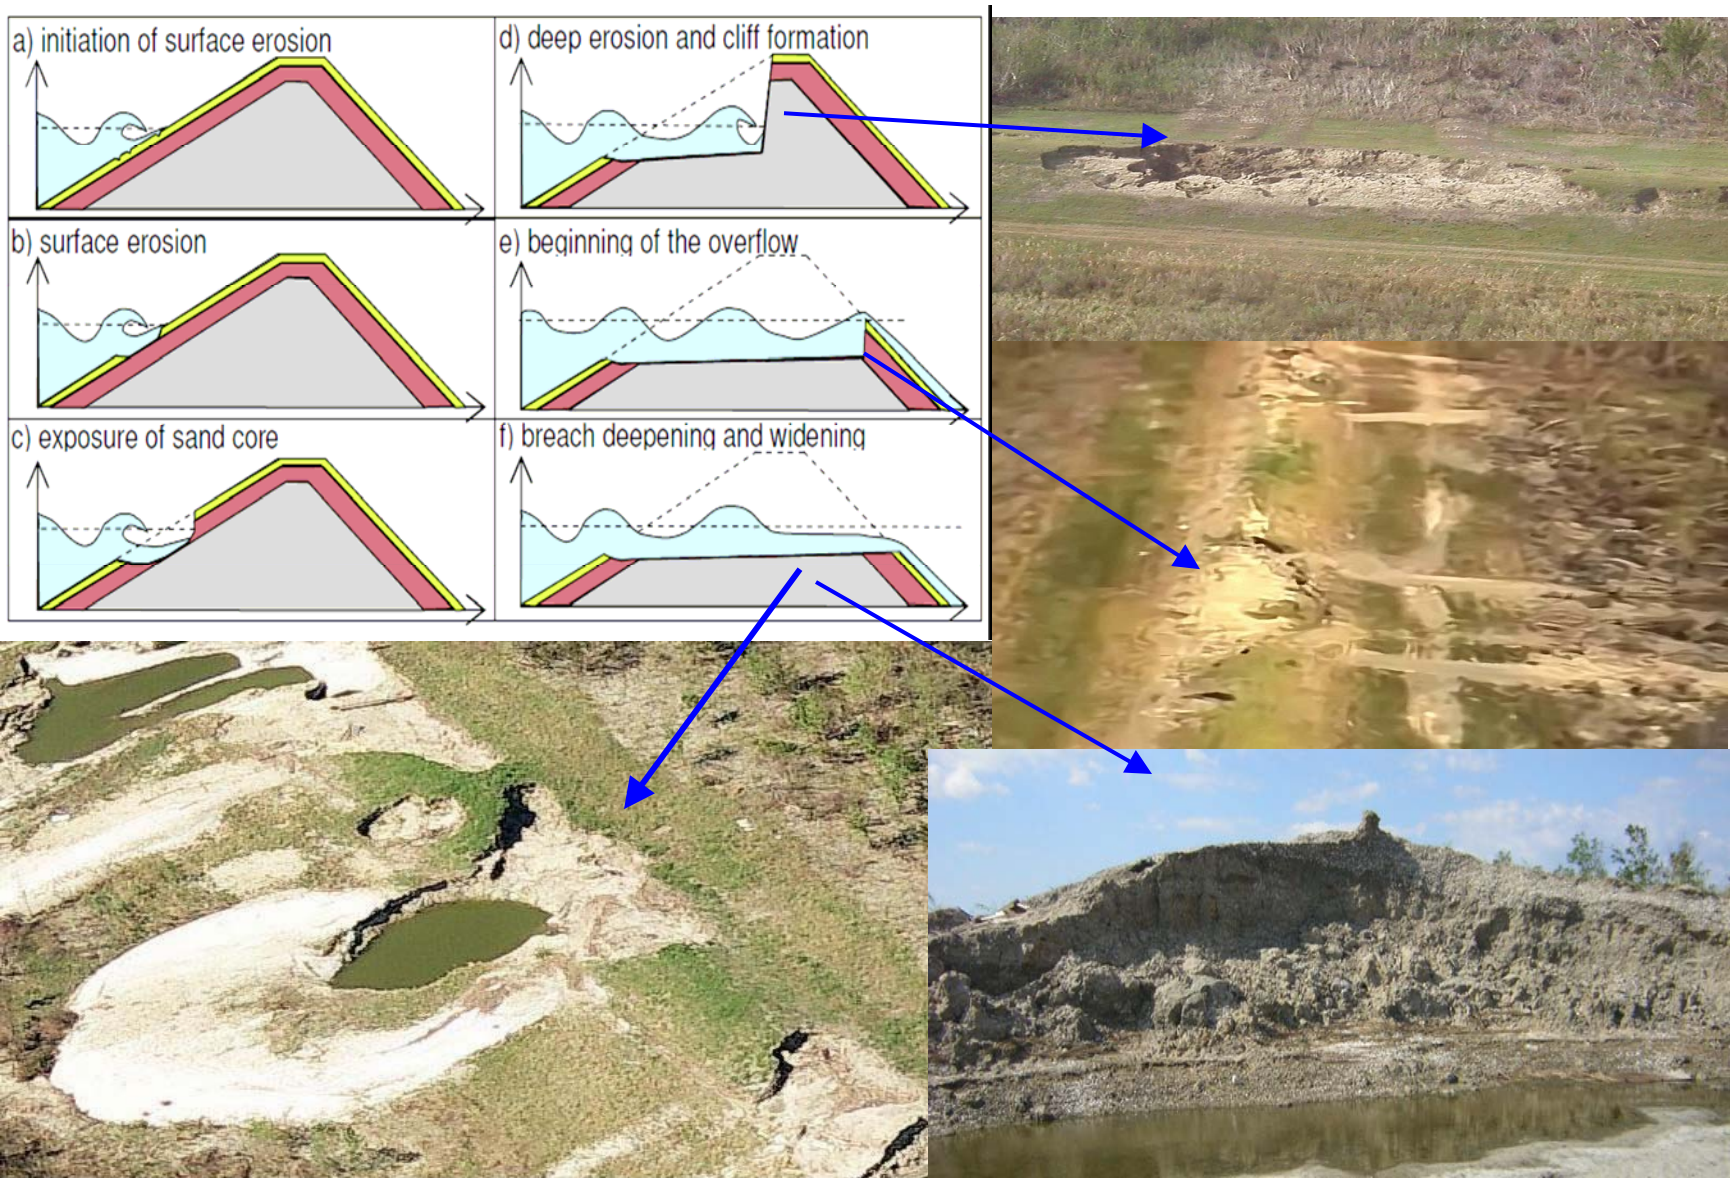 a) initiation of surface erosion
b) surface erosion
c) exposure of sand core
d) deep erosion and cliff formation
e) beginning of the overflow
f) breach deepening and widening